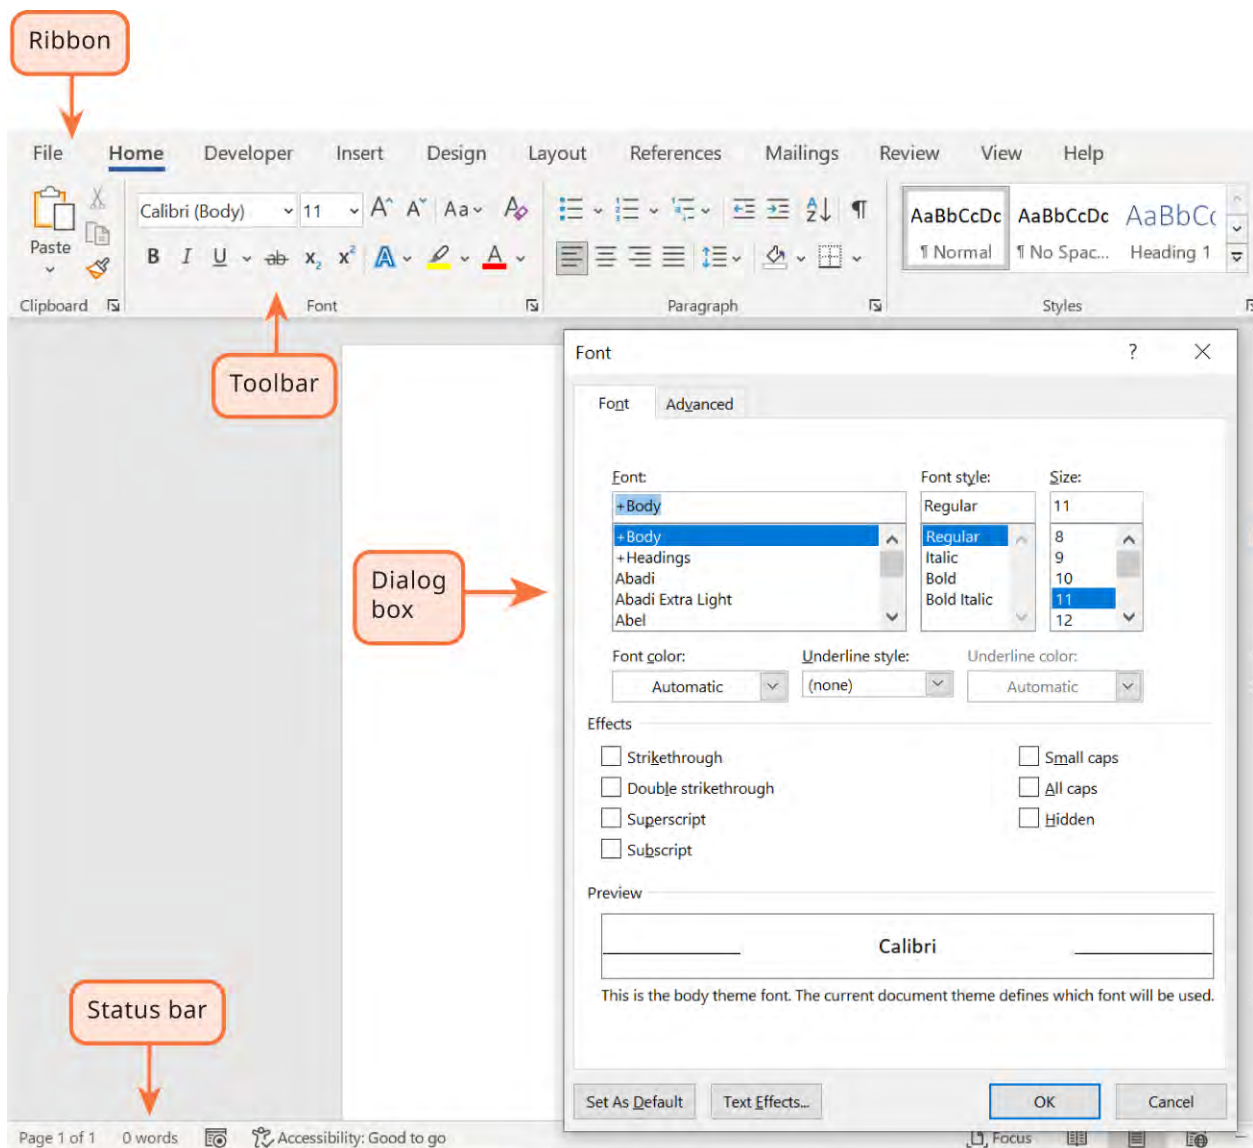 Ribbon
File Home Developer Insert Design Layout References Mailings Review View Help
Calibri (Body) 11 Aa
AaBbCcDc AaBbCcDc AaBbC
Paste
B I U ab x₂ x² A A
¶ Normal ¶ No Spac... Heading 1
Clipboard Font Paragraph Styles
Toolbar
Font ?
Font Advanced
Font: Font style: Size:
+Body Regular 11
+Body Regular 8
+Headings Italic 9
Abadi Bold 10
Abadi Extra Light Bold Italic 11
Abel 12
Dialog
box
Font color: Underline style: Underline color:
Automatic (none) Automatic
Effects
Strikethrough Small caps
Double strikethrough All caps
Superscript Hidden
Subscript
Preview
Calibri
This is the body theme font. The current document theme defines which font will be used.
Status bar
Set As Default Text Effects... OK Cancel
Page 1 of 1 0 words Accessibility: Good to go Focus